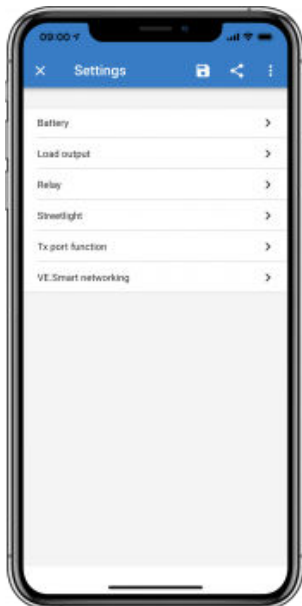 09:00
Settings
Battery
Load output
Relay
Streetlight
Tx port function
VE.Smart networking